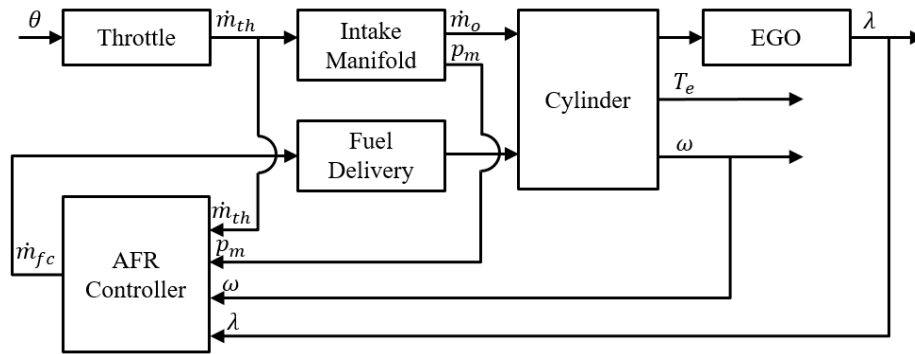 θ
Throttle
ṁ_th
Intake
Manifold
ṁ_o
p_m
Cylinder
EGO
λ
T_e
ω
Fuel
Delivery
ṁ_fc
AFR
Controller
ṁ_th
p_m
ω
λ